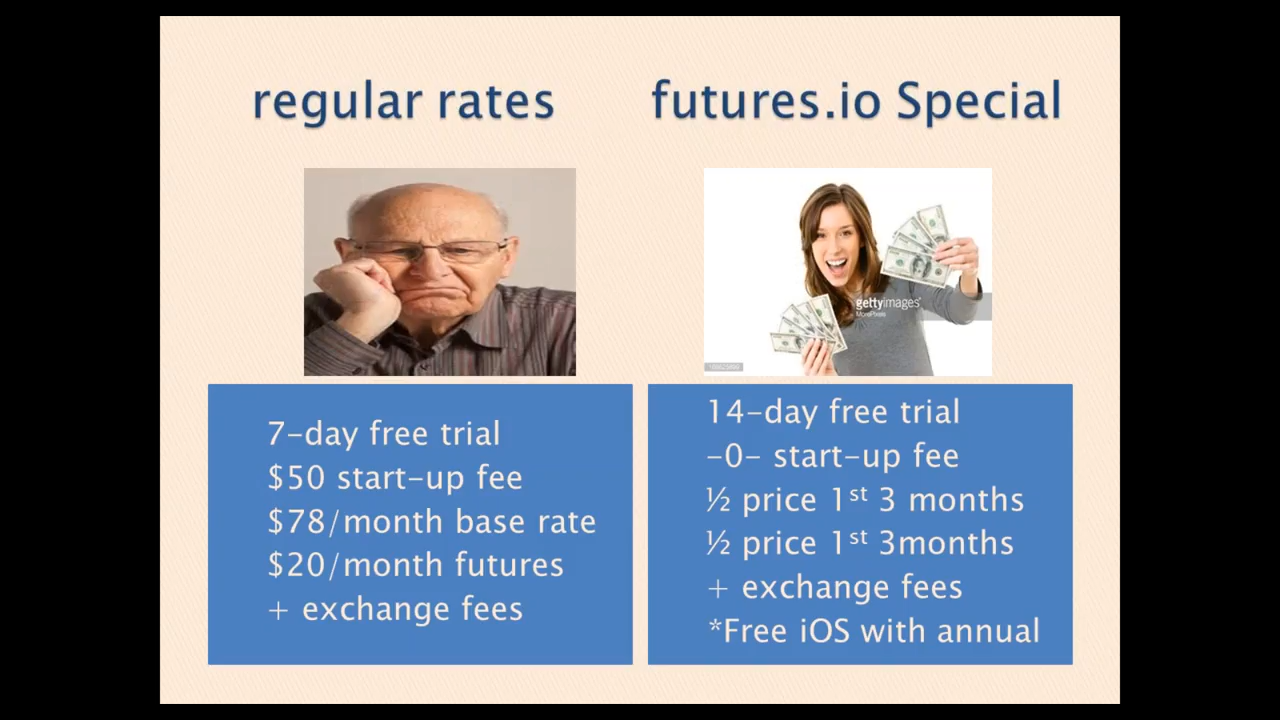 regular rates
futures.io Special
gettyimages®
MorePixels
7-day free trial
$50 start-up fee
$78/month base rate
$20/month futures
+ exchange fees
14-day free trial
-0- start-up fee
½ price 1st 3 months
½ price 1st 3months
+ exchange fees
*Free iOS with annual